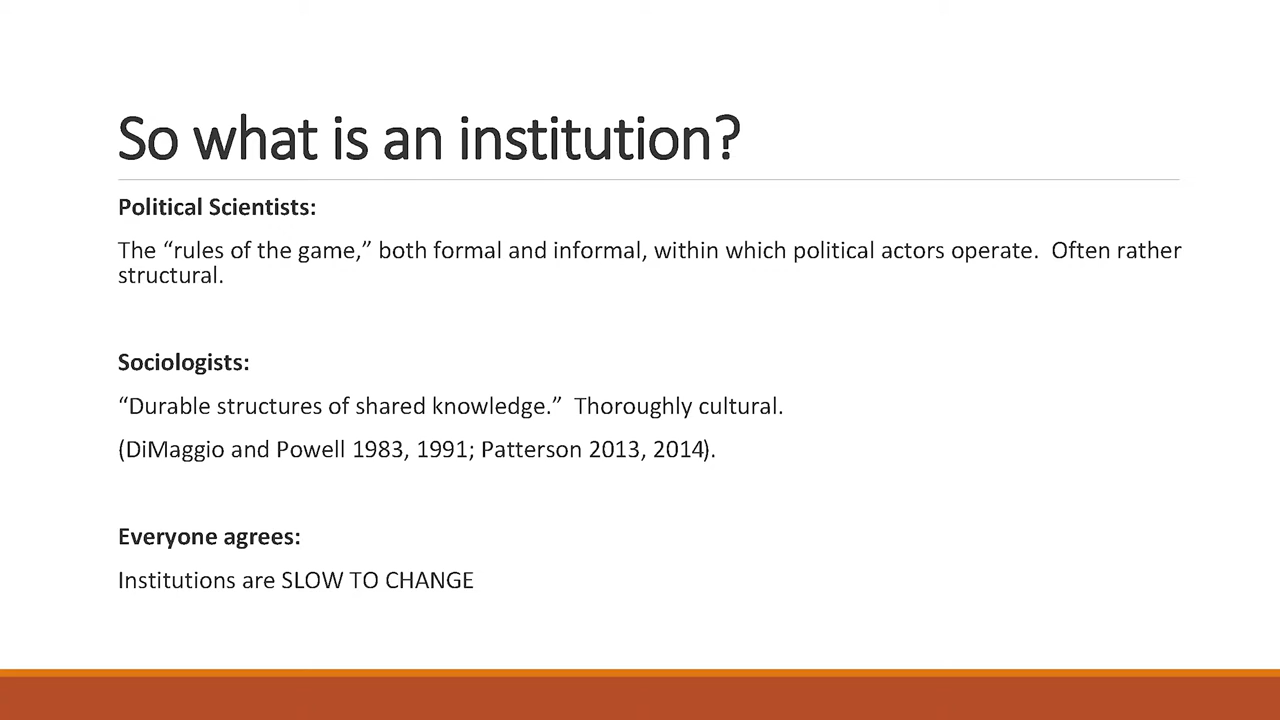 So what is an institution?
Political Scientists:
The “rules of the game,” both formal and informal, within which political actors operate.  Often rather
structural.
Sociologists:
“Durable structures of shared knowledge.”  Thoroughly cultural.
(DiMaggio and Powell 1983, 1991; Patterson 2013, 2014).
Everyone agrees:
Institutions are SLOW TO CHANGE